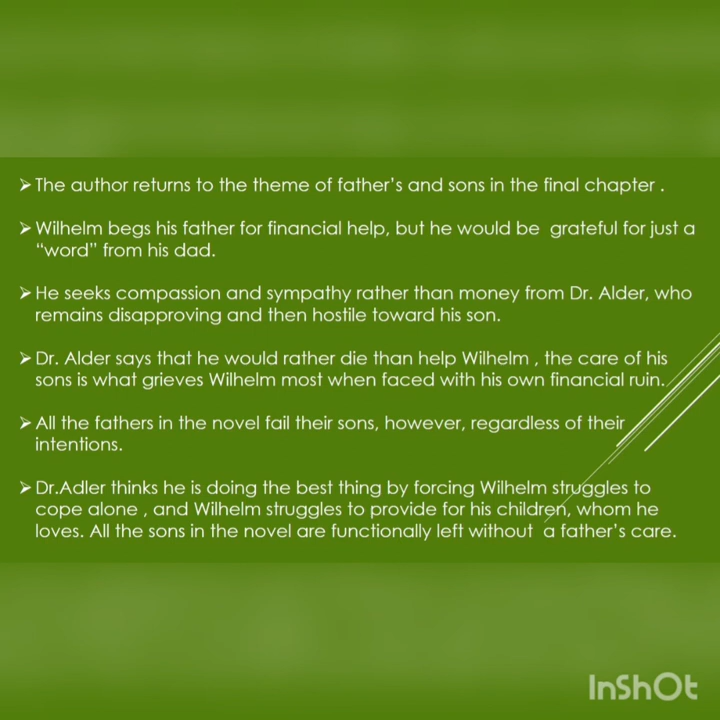 ➤The author returns to the theme of father's and sons in the final chapter .
➤Wilhelm begs his father for financial help, but he would be  grateful for just a
"word" from his dad.
➤He seeks compassion and sympathy rather than money from Dr. Alder, who
remains disapproving and then hostile toward his son.
➤Dr. Alder says that he would rather die than help Wilhelm , the care of his
sons is what grieves Wilhelm most when faced with his own financial ruin.
➤All the fathers in the novel fail their sons, however, regardless of their
intentions.
➤Dr.Adler thinks he is doing the best thing by forcing Wilhelm struggles to
cope alone , and Wilhelm struggles to provide for his children, whom he
loves. All the sons in the novel are functionally left without  a father's care.
InShOt